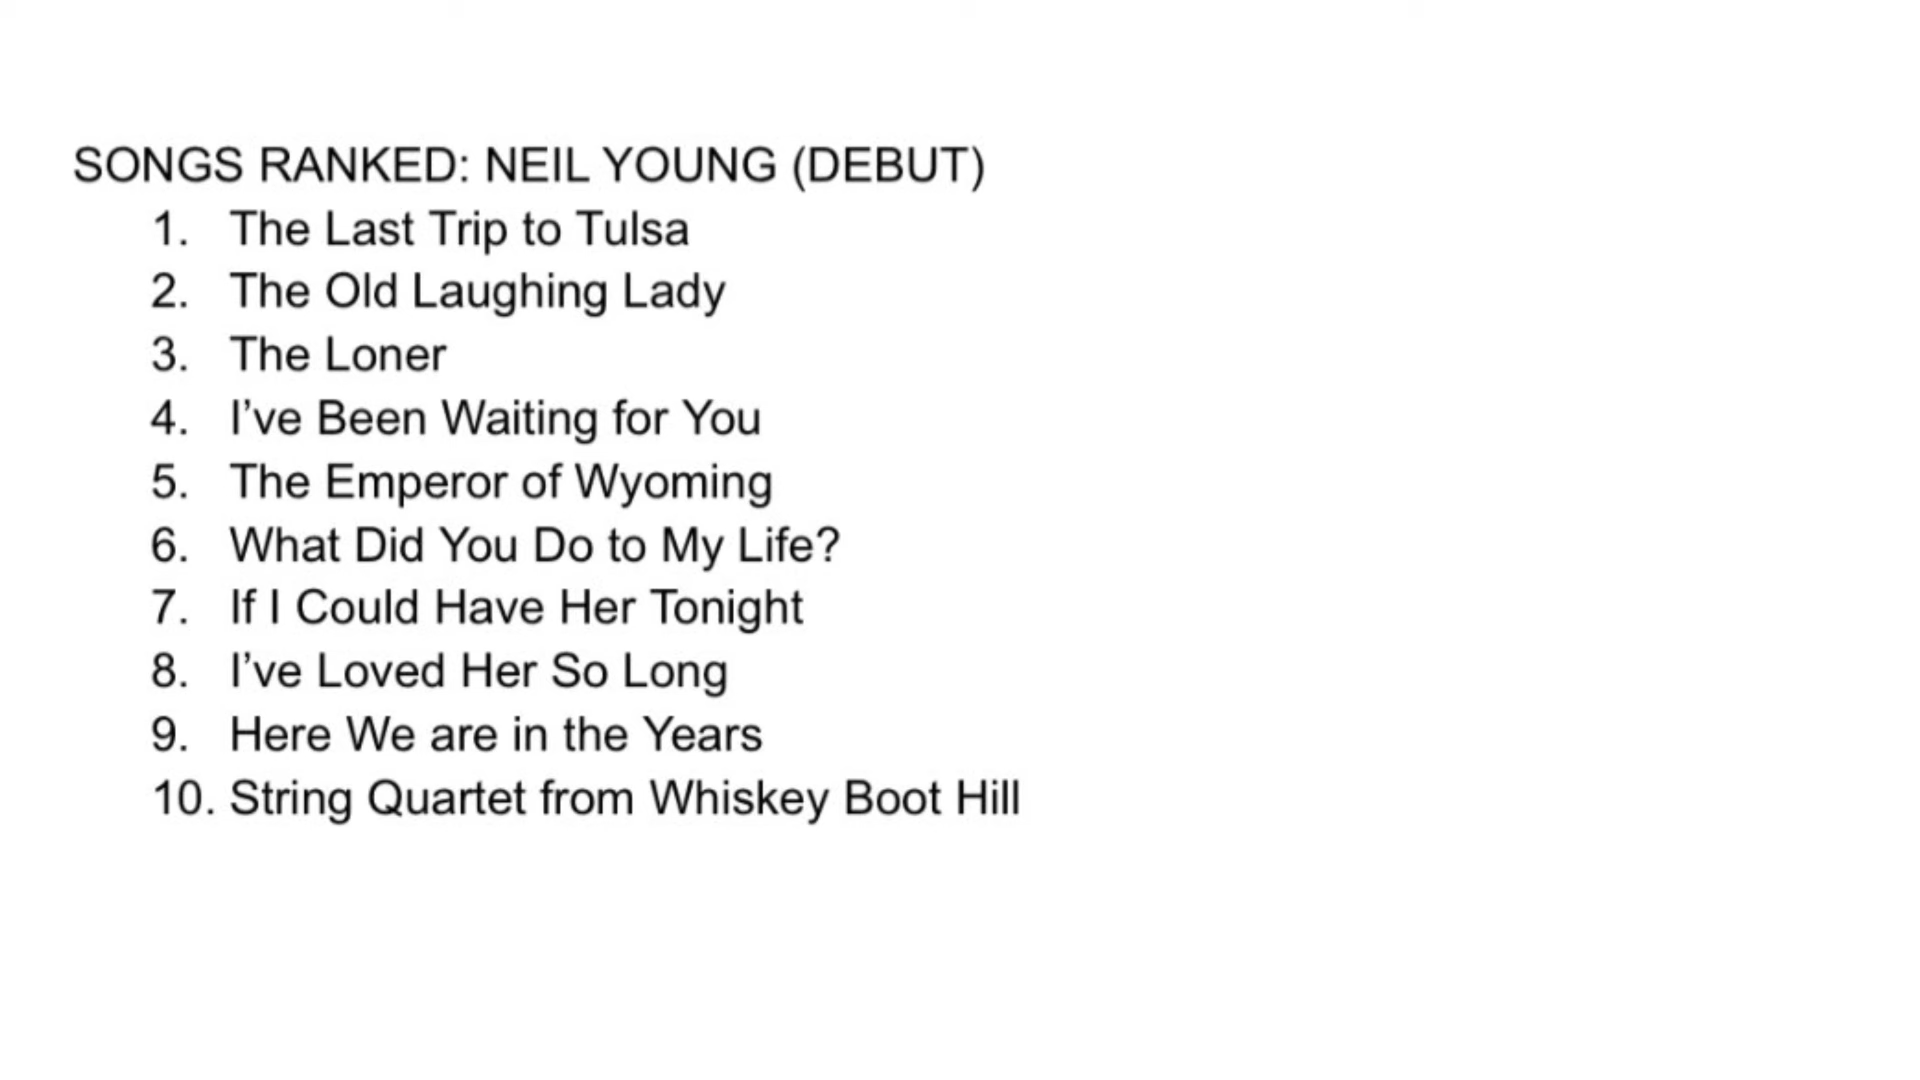 SONGS RANKED: NEIL YOUNG (DEBUT)
1. The Last Trip to Tulsa
2. The Old Laughing Lady
3. The Loner
4. I’ve Been Waiting for You
5. The Emperor of Wyoming
6. What Did You Do to My Life?
7. If I Could Have Her Tonight
8. I’ve Loved Her So Long
9. Here We are in the Years
10. String Quartet from Whiskey Boot Hill